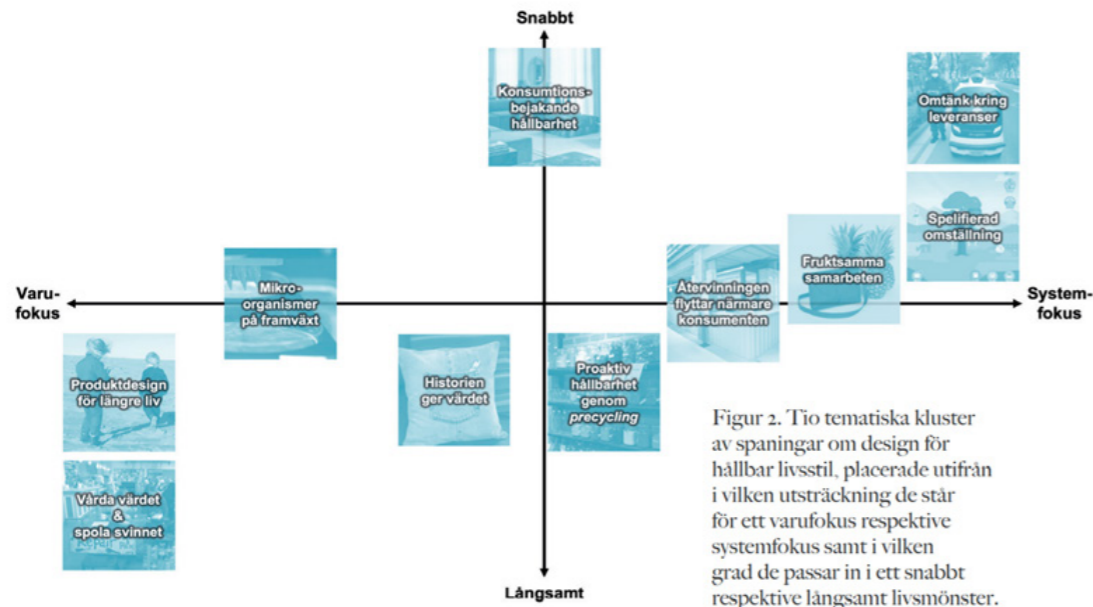 Snabbt
Konsumtions-
bejakande
hållbarhet
Omtänk kring
leveranser
Spelifierad
omställning
Fruktsamma
samarbeten
Mikro-
organismer
på framväxt
Återvinningen
flyttar närmare
konsumenten
Varu-
fokus
System-
fokus
Produktdesign
för längre liv
Historien
ger värdet
Proaktiv
hållbarhet
genom
precycling
Vårda värdet
&
spola svinnet
Långsamt
Figur 2. Tio tematiska kluster
av spaningar om design för
hållbar livsstil, placerade utifrån
i vilken utsträckning de står
för ett varufokus respektive
systemfokus samt i vilken
grad de passar in i ett snabbt
respektive långsamt livsmönster.